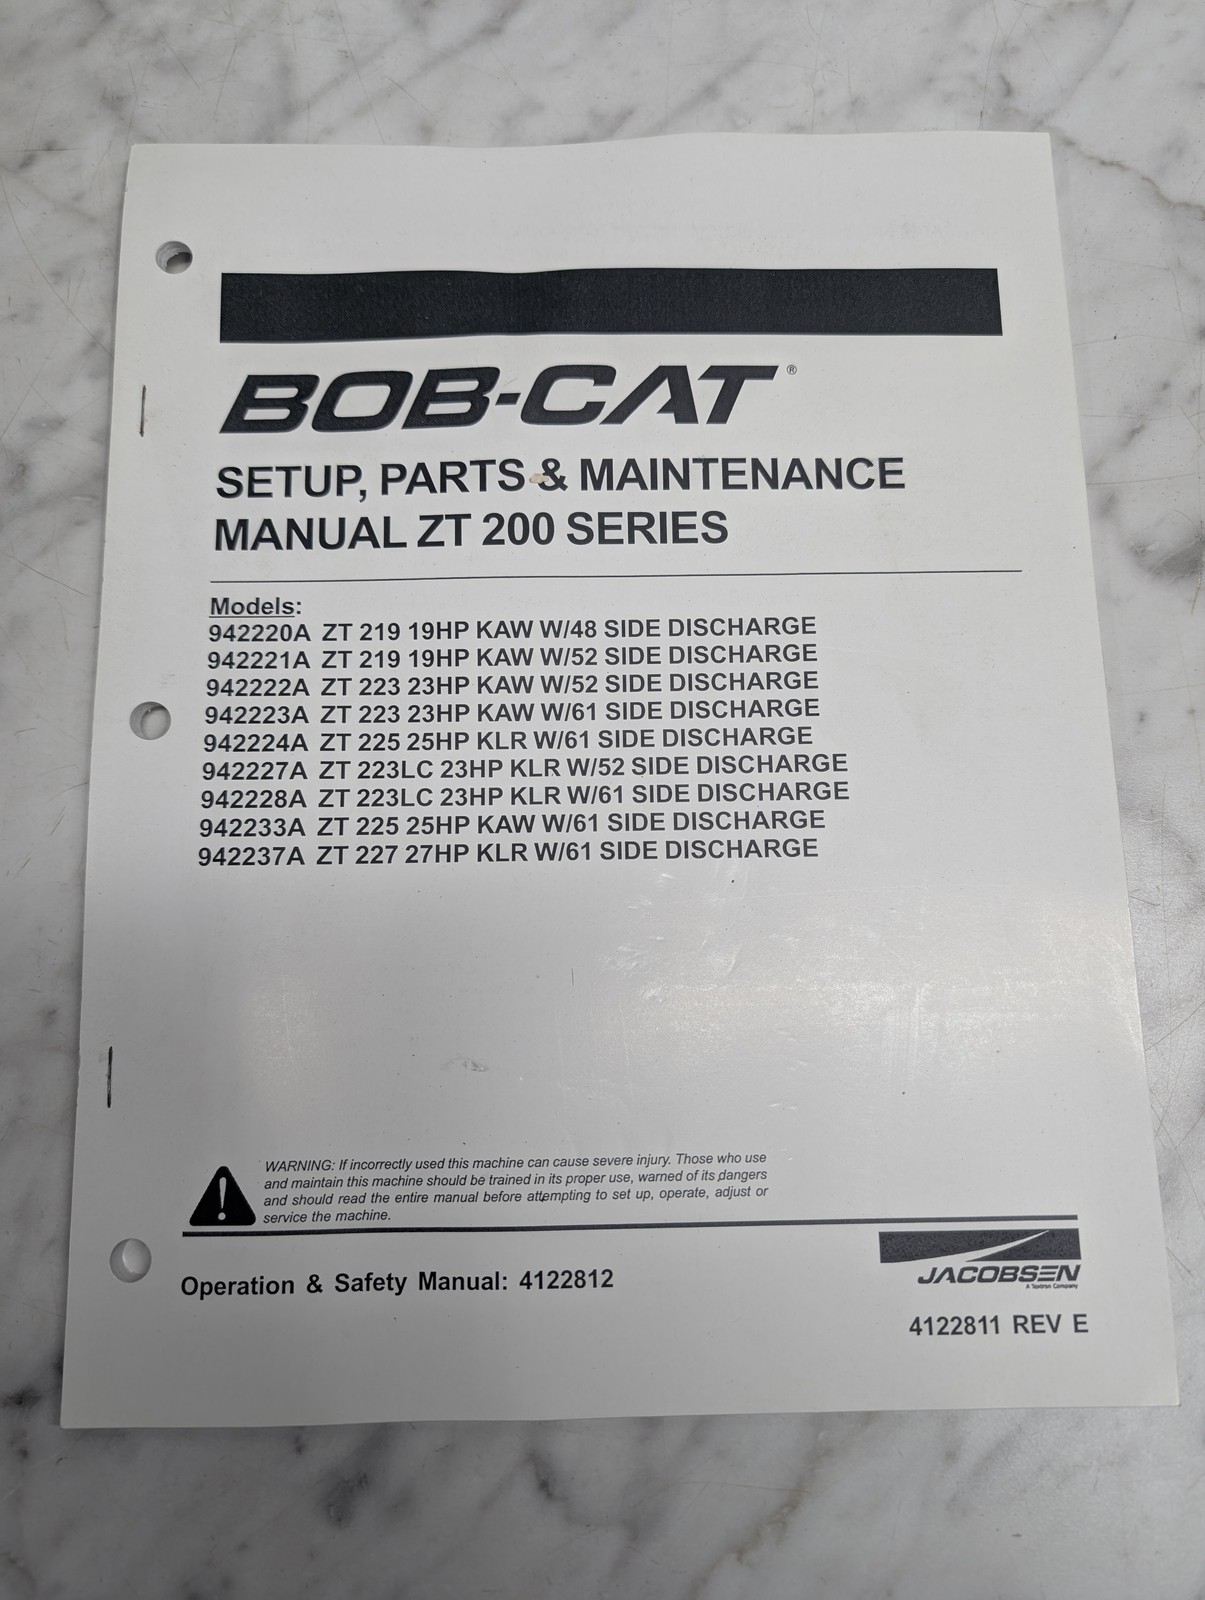 BOB-CAT®
SETUP, PARTS & MAINTENANCE
MANUAL ZT 200 SERIES
Models:
942220A ZT 219 19HP KAW W/48 SIDE DISCHARGE
942221A ZT 219 19HP KAW W/52 SIDE DISCHARGE
942222A ZT 223 23HP KAW W/52 SIDE DISCHARGE
942223A ZT 223 23HP KAW W/61 SIDE DISCHARGE
942224A ZT 225 25HP KLR W/61 SIDE DISCHARGE
942227A ZT 223LC 23HP KLR W/52 SIDE DISCHARGE
942228A ZT 223LC 23HP KLR W/61 SIDE DISCHARGE
942233A ZT 225 25HP KAW W/61 SIDE DISCHARGE
942237A ZT 227 27HP KLR W/61 SIDE DISCHARGE
WARNING: If incorrectly used this machine can cause severe injury. Those who use
and maintain this machine should be trained in its proper use, warned of its dangers
and should read the entire manual before attempting to set up, operate, adjust or
service the machine.
Operation & Safety Manual: 4122812
JACOBSEN
A Textron Company
4122811 REV E